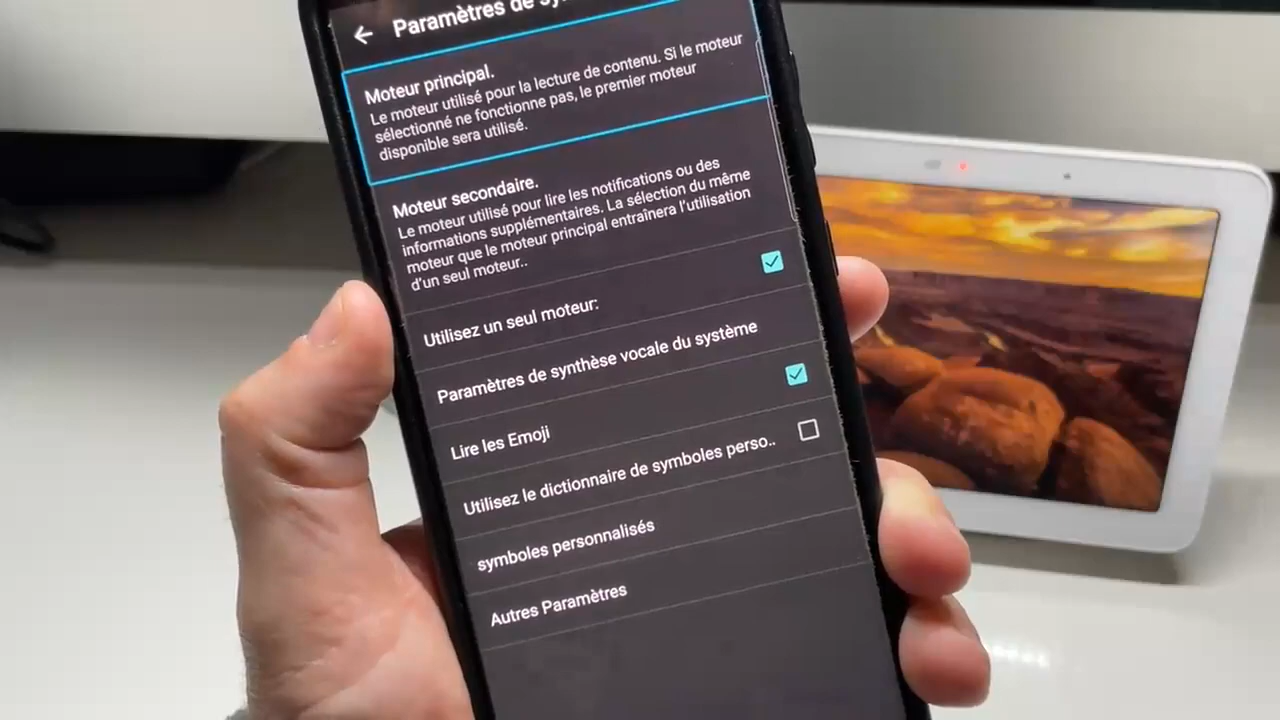 Paramètres de
Moteur principal.
Le moteur utilisé pour la lecture de contenu. Si le moteur
sélectionné ne fonctionne pas, le premier moteur
disponible sera utilisé.
Moteur secondaire.
Le moteur utilisé pour lire les notifications ou des
informations supplémentaires. La sélection du même
moteur que le moteur principal entraînera l'utilisation
d'un seul moteur..
Utilisez un seul moteur:
Paramètres de synthèse vocale du système
Lire les Emoji
Utilisez le dictionnaire de symboles perso..
symboles personnalisés
Autres Paramètres